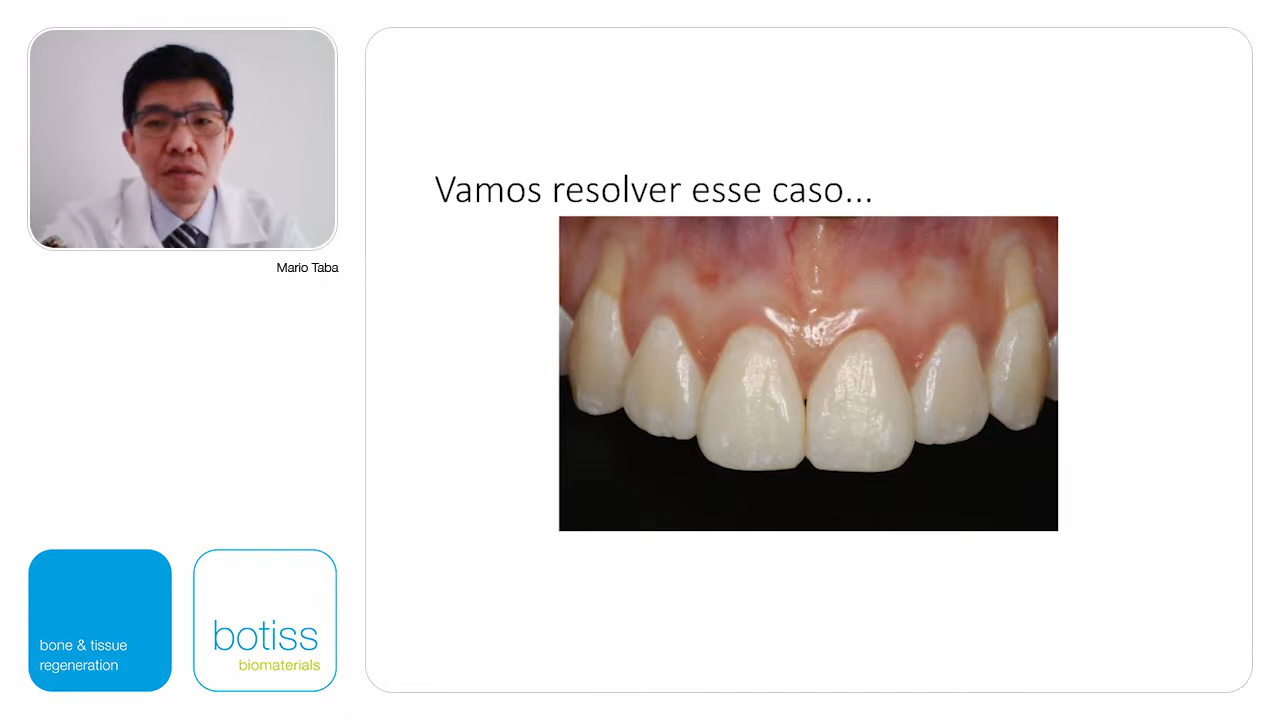 Vamos resolver esse caso...
Mario Taba
bone & tissue
regeneration
botiss
biomaterials